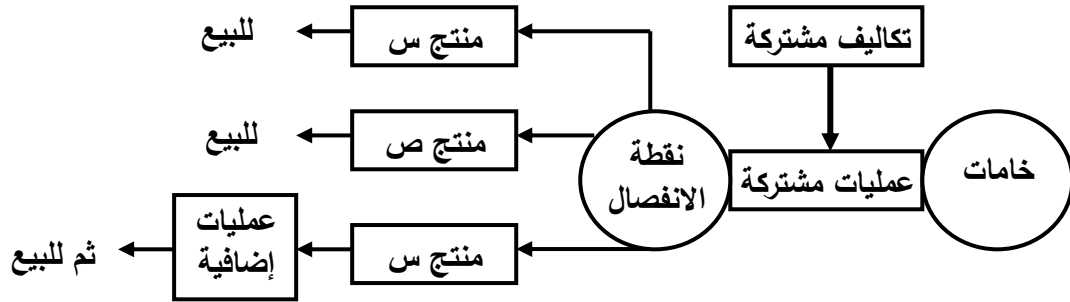 تكاليف مشتركة
منتج س
للبيع
خامات
عمليات مشتركة
نقطة
الانفصال
منتج ص
للبيع
منتج س
عمليات
إضافية
ثم للبيع